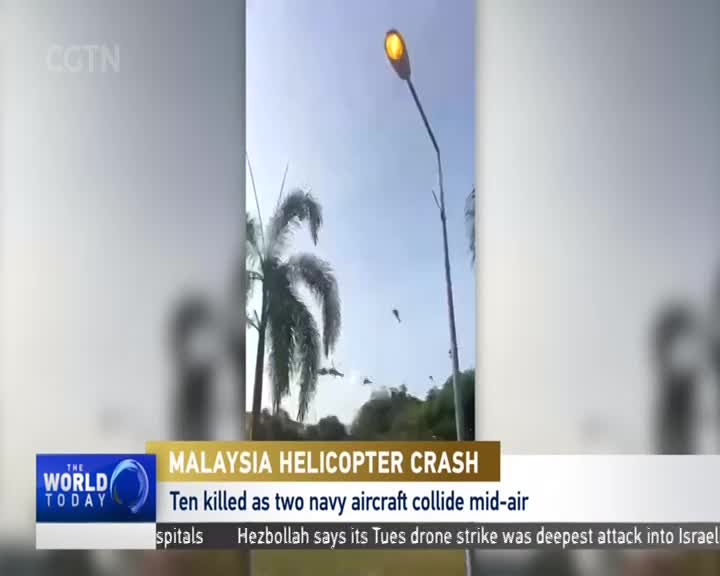 CGTN
MALAYSIA HELICOPTER CRASH
THE
WORLD
TODAY
Ten killed as two navy aircraft collide mid-air
spitals Hezbollah says its Tues drone strike was deepest attack into Israel